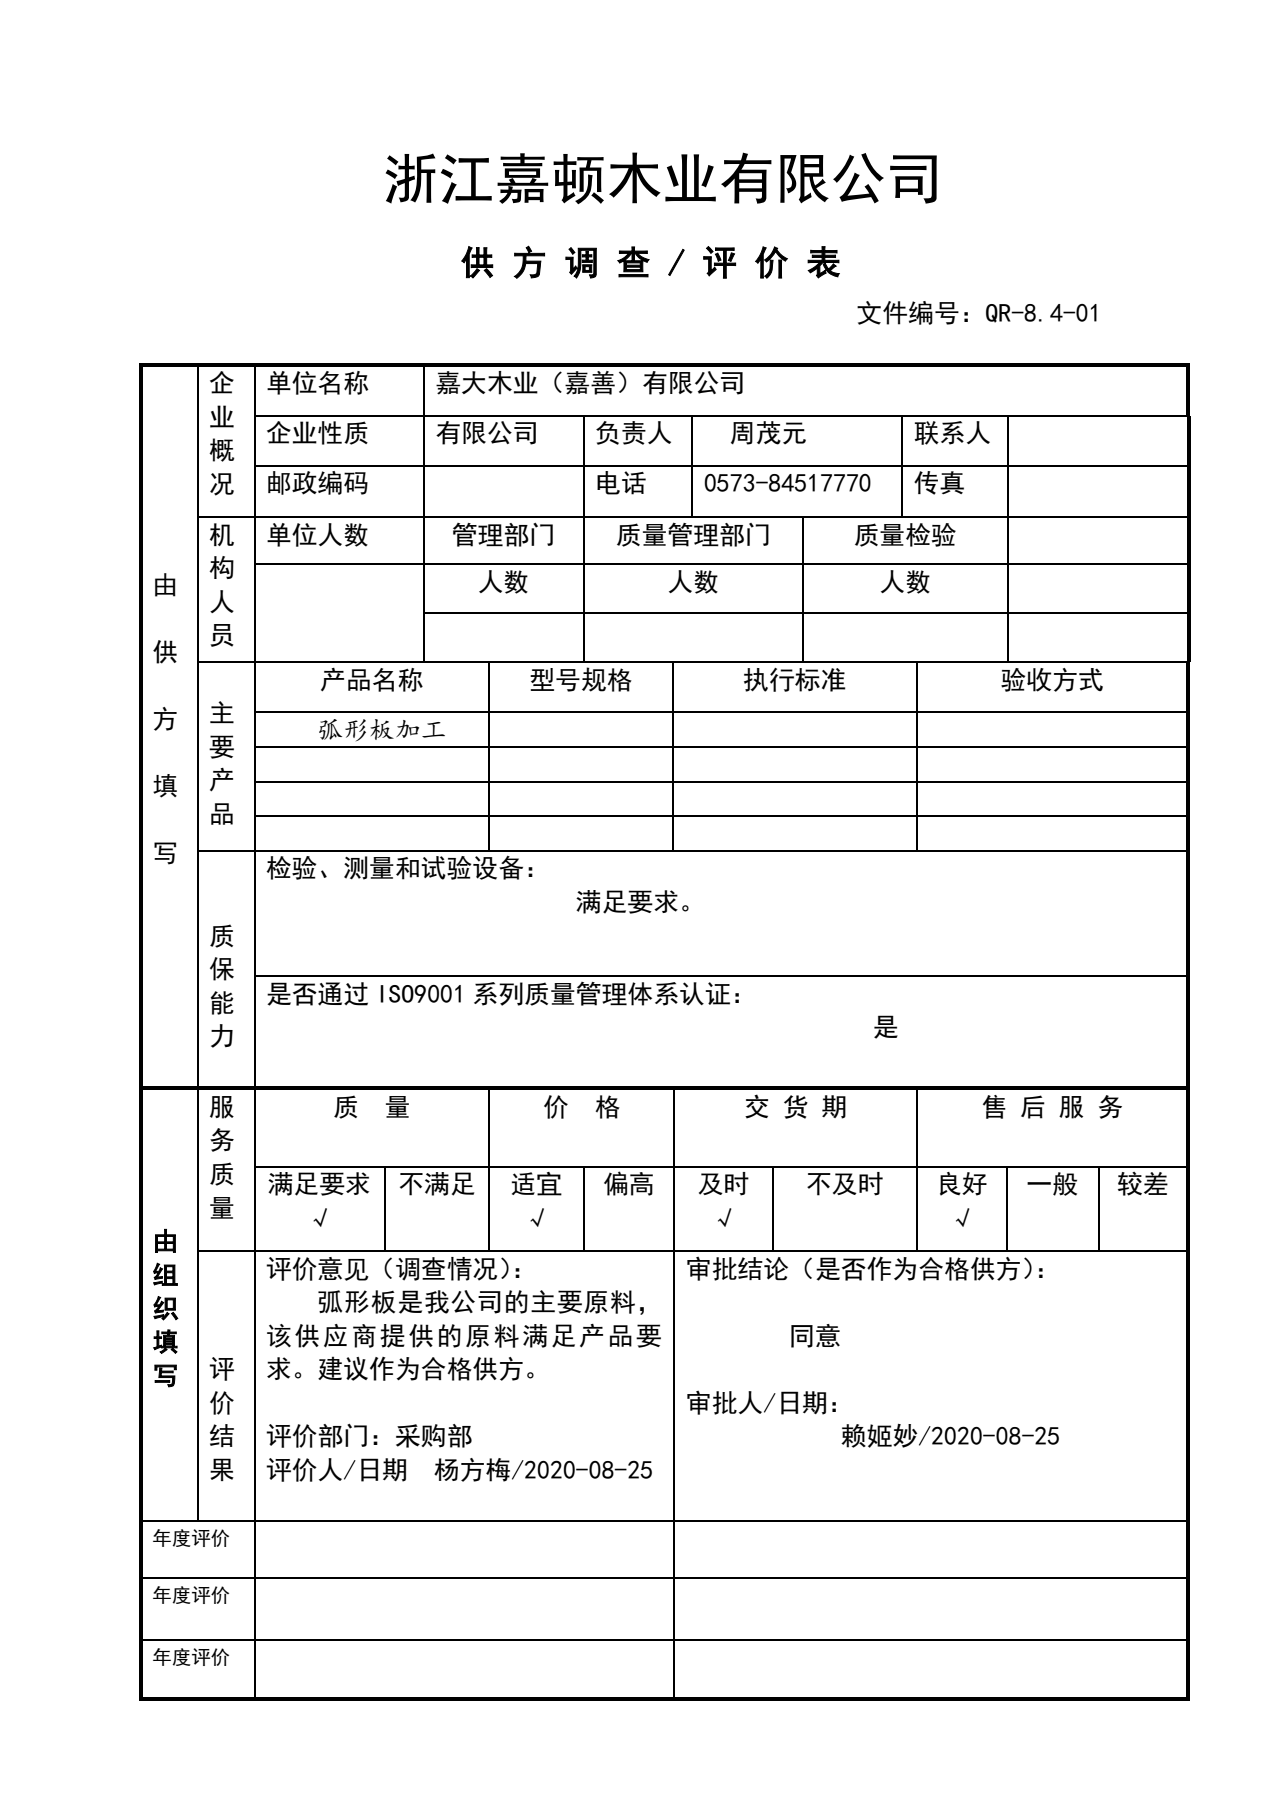 浙江嘉顿木业有限公司
供 方 调 查 / 评 价 表
文件编号：QR-8.4-01
由供方填写
企业概况
单位名称 嘉大木业（嘉善）有限公司
企业性质 有限公司 负责人 周茂元 联系人
邮政编码 电话 0573-84517770 传真
机构人员
单位人数 管理部门 质量管理部门 质量检验
人数 人数 人数
主要产品
产品名称 型号规格 执行标准 验收方式
弧形板加工
质保能力
检验、测量和试验设备：
满足要求。
是否通过 ISO9001 系列质量管理体系认证：
是
由组织填写
服务质量
质 量 价 格 交 货 期 售 后 服 务
满足要求 不满足 适宜 偏高 及时 不及时 良好 一般 较差
√ √ √ √
评价结果
评价意见（调查情况）：
弧形板是我公司的主要原料，
该供应商提供的原料满足产品要
求。建议作为合格供方。
评价部门：采购部
评价人/日期 杨方梅/2020-08-25
审批结论（是否作为合格供方）：
同意
审批人/日期：
赖姬妙/2020-08-25
年度评价
年度评价
年度评价